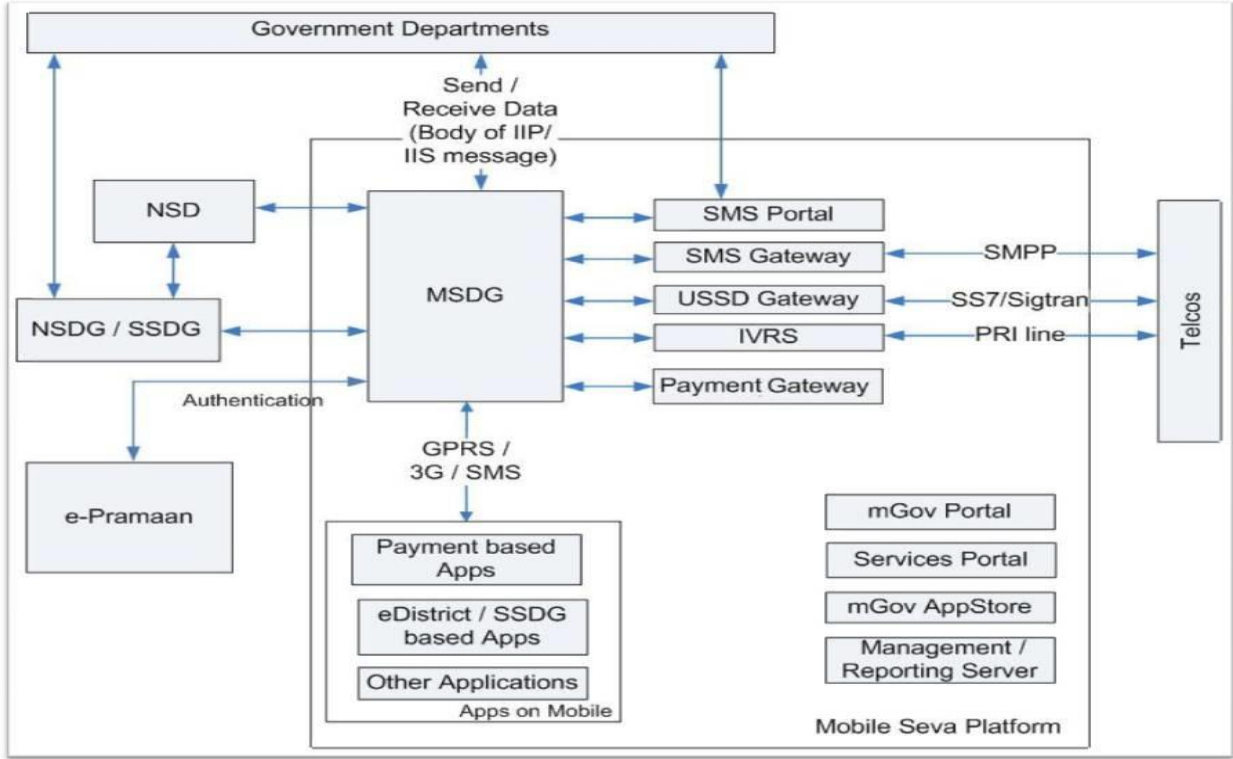 Government Departments
Send /
Receive Data
(Body of IIP/
IIS message)
NSD
SMS Portal
SMS Gateway
SMPP
MSDG
USSD Gateway
SS7/Sigtran
NSDG / SSDG
IVRS
PRI line
Telcos
Payment Gateway
Authentication
GPRS /
3G / SMS
e-Pramaan
mGov Portal
Payment based
Apps
Services Portal
eDistrict / SSDG
based Apps
mGov AppStore
Management /
Reporting Server
Other Applications
Apps on Mobile
Mobile Seva Platform